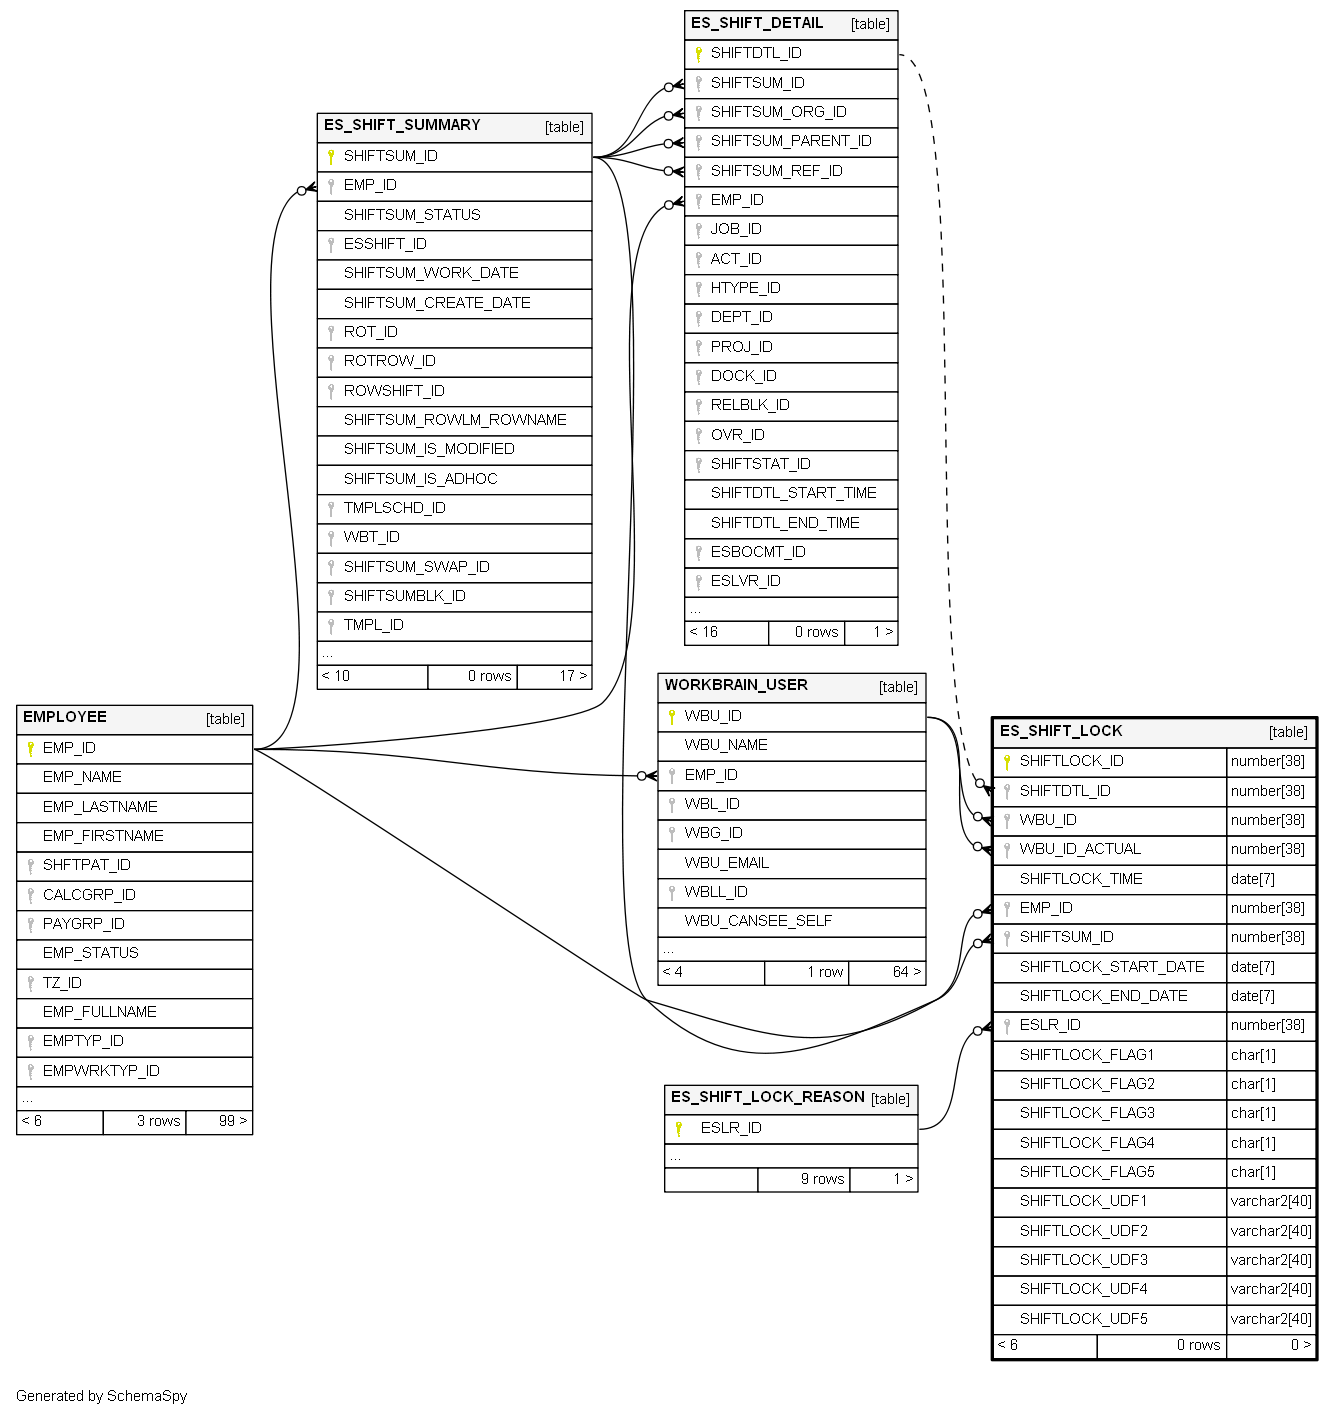 ES_SHIFT_DETAIL [table]
SHIFTDTL_ID
SHIFTSUM_ID
SHIFTSUM_ORG_ID
SHIFTSUM_PARENT_ID
SHIFTSUM_REF_ID
EMP_ID
JOB_ID
ACT_ID
HTYPE_ID
DEPT_ID
PROJ_ID
DOCK_ID
RELBLK_ID
OVR_ID
SHIFTSTAT_ID
SHIFTDTL_START_TIME
SHIFTDTL_END_TIME
ESBOCMT_ID
ESLVR_ID
...
< 16 0 rows 1 >
ES_SHIFT_SUMMARY [table]
SHIFTSUM_ID
EMP_ID
SHIFTSUM_STATUS
ESSHIFT_ID
SHIFTSUM_WORK_DATE
SHIFTSUM_CREATE_DATE
ROT_ID
ROTROW_ID
ROWSHIFT_ID
SHIFTSUM_ROWLM_ROWNAME
SHIFTSUM_IS_MODIFIED
SHIFTSUM_IS_ADHOC
TMPLSCHD_ID
WBT_ID
SHIFTSUM_SWAP_ID
SHIFTSUMBLK_ID
TMPL_ID
...
< 10 0 rows 17 >
WORKBRAIN_USER [table]
WBU_ID
WBU_NAME
EMP_ID
WBL_ID
WBG_ID
WBU_EMAIL
WBLL_ID
WBU_CANSEE_SELF
...
< 4 1 row 64 >
EMPLOYEE [table]
EMP_ID
EMP_NAME
EMP_LASTNAME
EMP_FIRSTNAME
SHFTPAT_ID
CALCGRP_ID
PAYGRP_ID
EMP_STATUS
TZ_ID
EMP_FULLNAME
EMPTYP_ID
EMPWRKTYP_ID
...
< 6 3 rows 99 >
ES_SHIFT_LOCK [table]
SHIFTLOCK_ID number[38]
SHIFTDTL_ID number[38]
WBU_ID number[38]
WBU_ID_ACTUAL number[38]
SHIFTLOCK_TIME date[7]
EMP_ID number[38]
SHIFTSUM_ID number[38]
SHIFTLOCK_START_DATE date[7]
SHIFTLOCK_END_DATE date[7]
ESLR_ID number[38]
SHIFTLOCK_FLAG1 char[1]
SHIFTLOCK_FLAG2 char[1]
SHIFTLOCK_FLAG3 char[1]
SHIFTLOCK_FLAG4 char[1]
SHIFTLOCK_FLAG5 char[1]
SHIFTLOCK_UDF1 varchar2[40]
SHIFTLOCK_UDF2 varchar2[40]
SHIFTLOCK_UDF3 varchar2[40]
SHIFTLOCK_UDF4 varchar2[40]
SHIFTLOCK_UDF5 varchar2[40]
< 6 0 rows 0 >
ES_SHIFT_LOCK_REASON [table]
ESLR_ID
...
9 rows 1 >
Generated by SchemaSpy